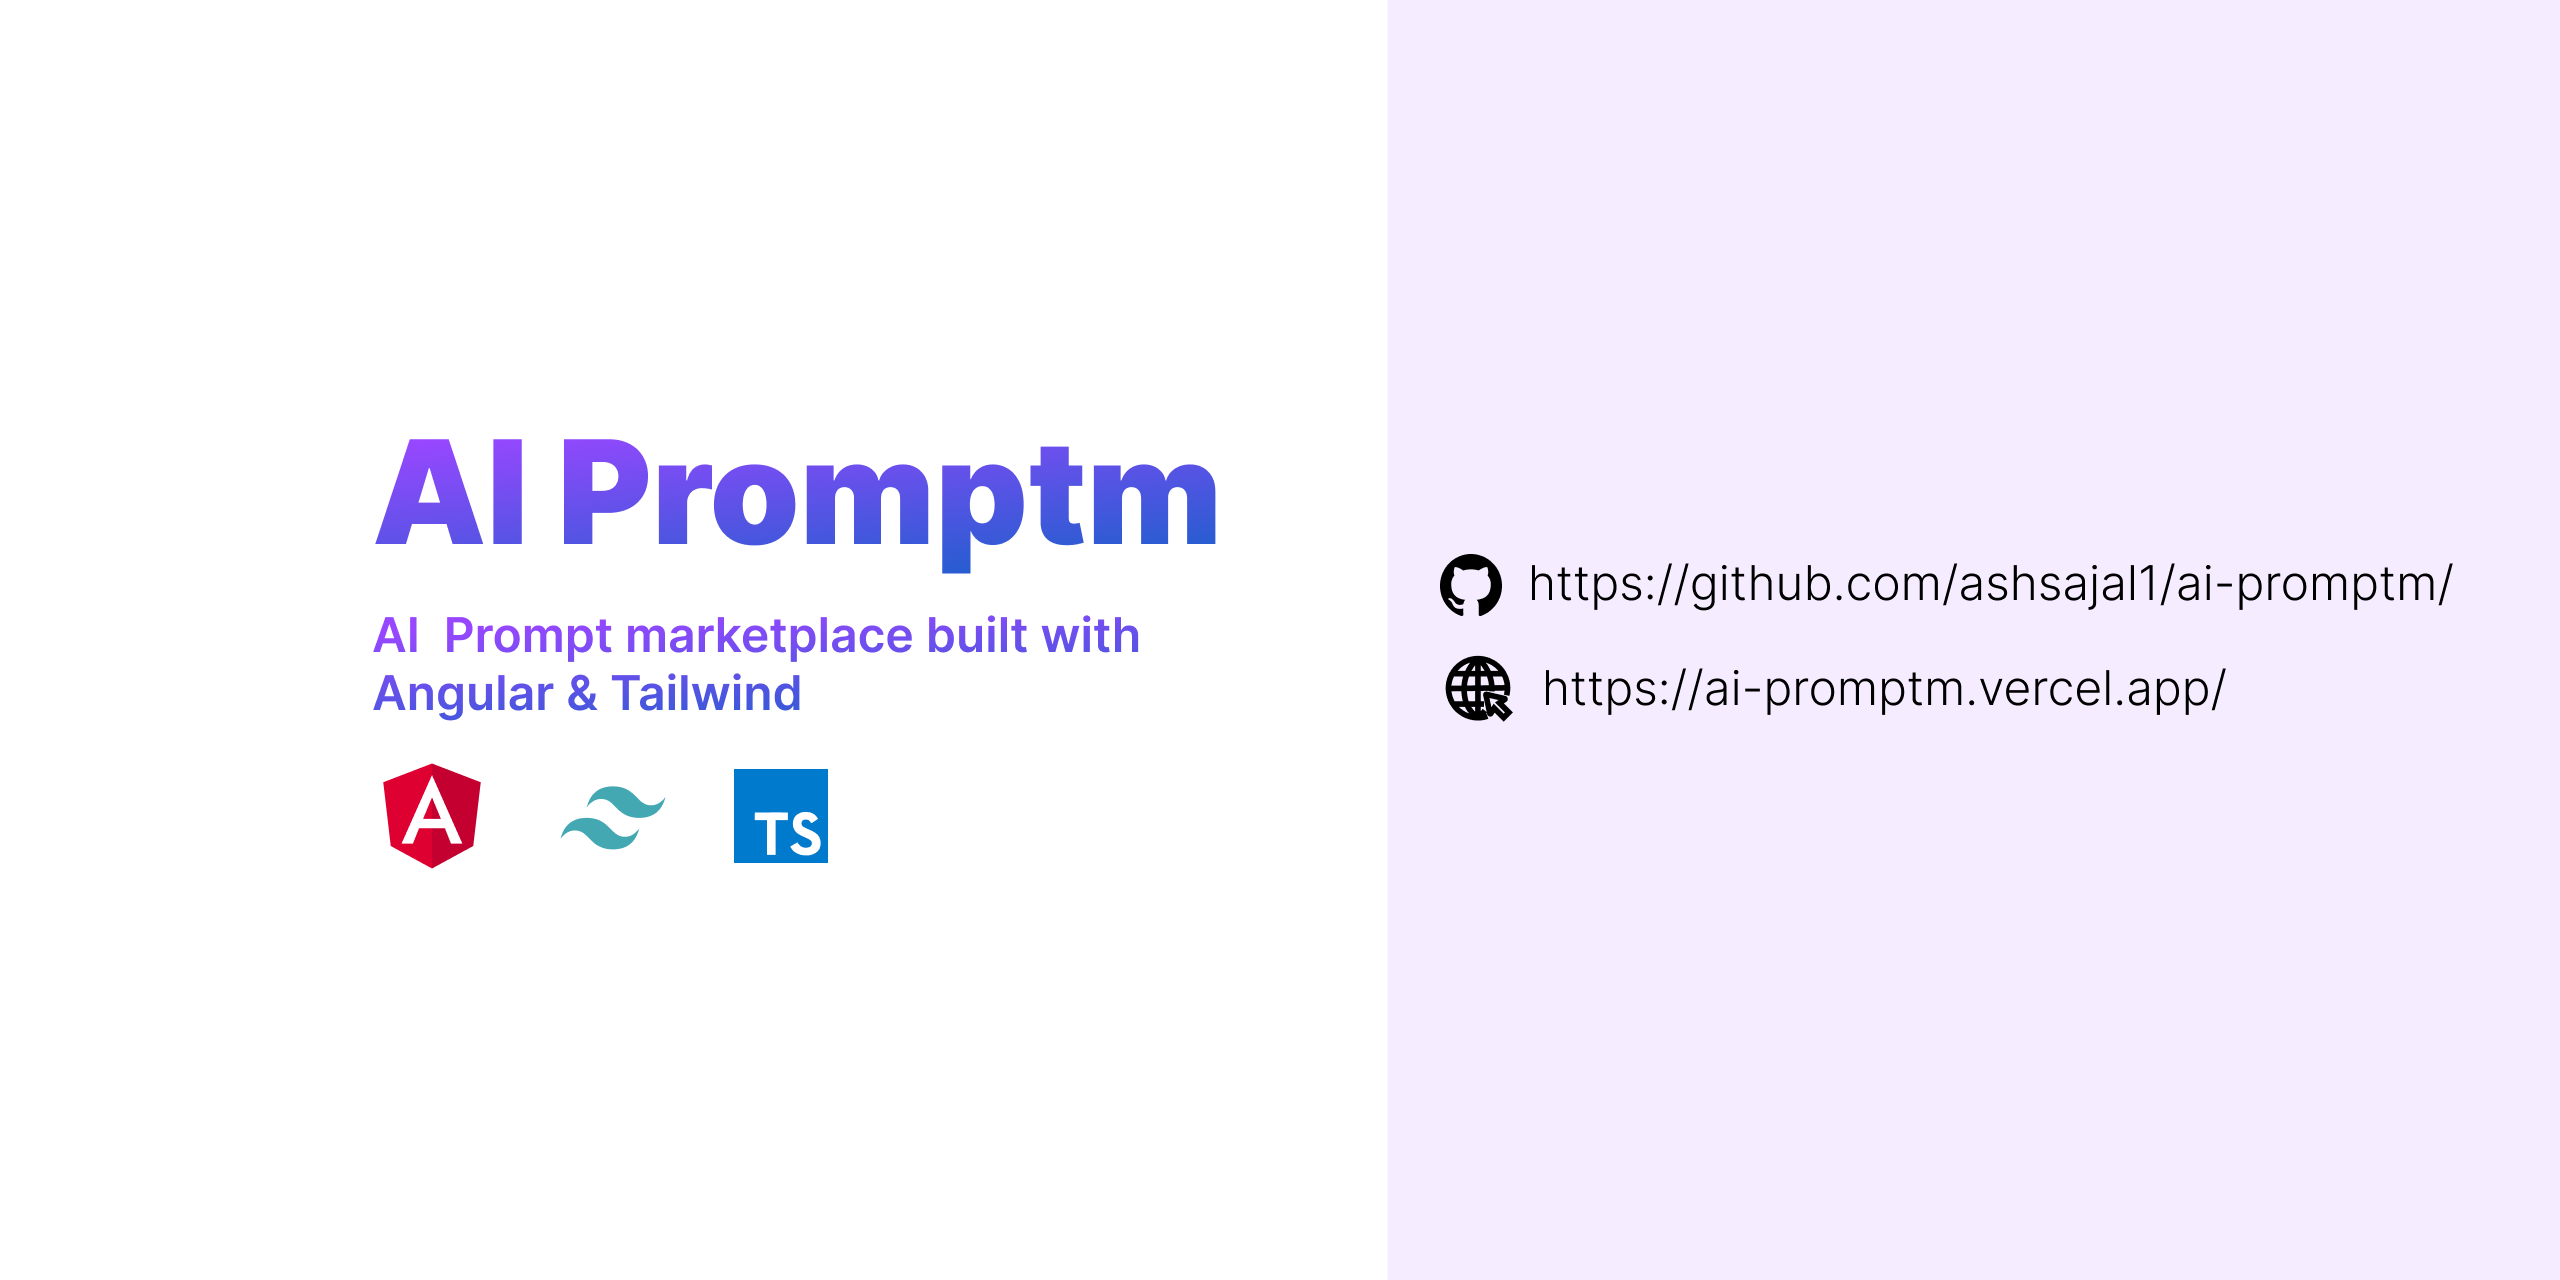 AI Promptm
AI  Prompt marketplace built with
Angular & Tailwind
A
TS
https://github.com/ashsajal1/ai-promptm/
https://ai-promptm.vercel.app/